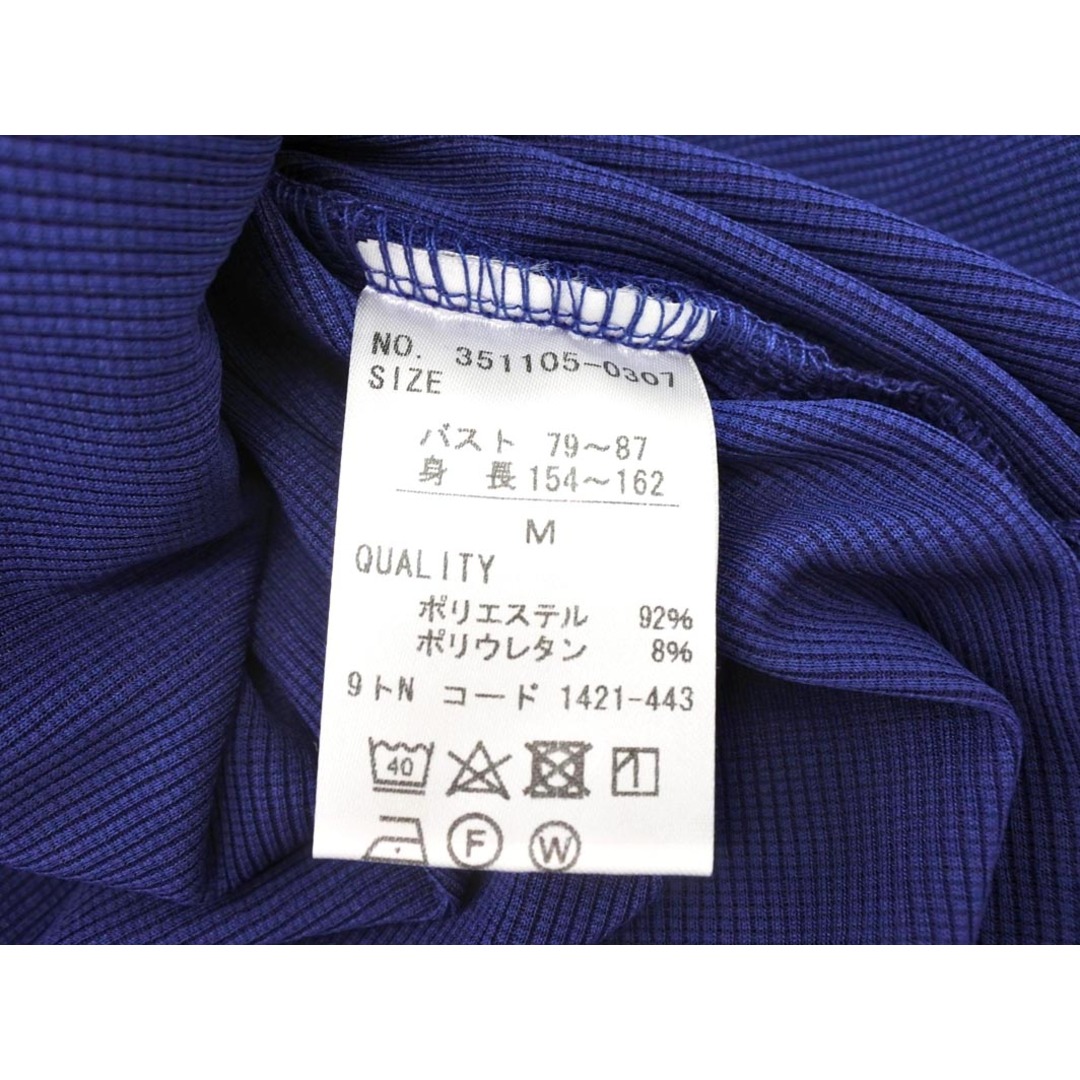 NO. 351105-0307
SIZE
バスト 79～87
身 長 154～162
M
QUALITY
ポリエステル 92%
ポリウレタン 8%
9トN コード 1421-443
40
F W